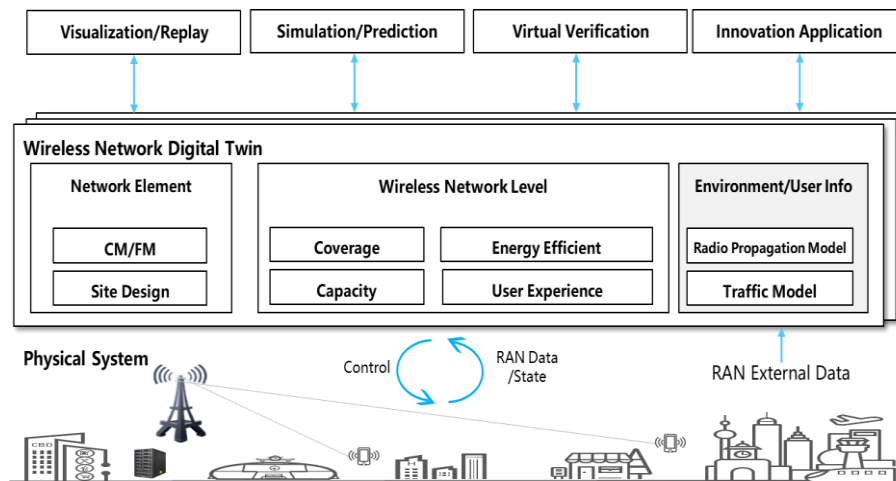 Visualization/Replay
Simulation/Prediction
Virtual Verification
Innovation Application
Wireless Network Digital Twin
Network Element
CM/FM
Site Design
Wireless Network Level
Coverage
Energy Efficient
Capacity
User Experience
Environment/User Info
Radio Propagation Model
Traffic Model
Physical System
Control
RAN Data
/State
RAN External Data
CBD
H